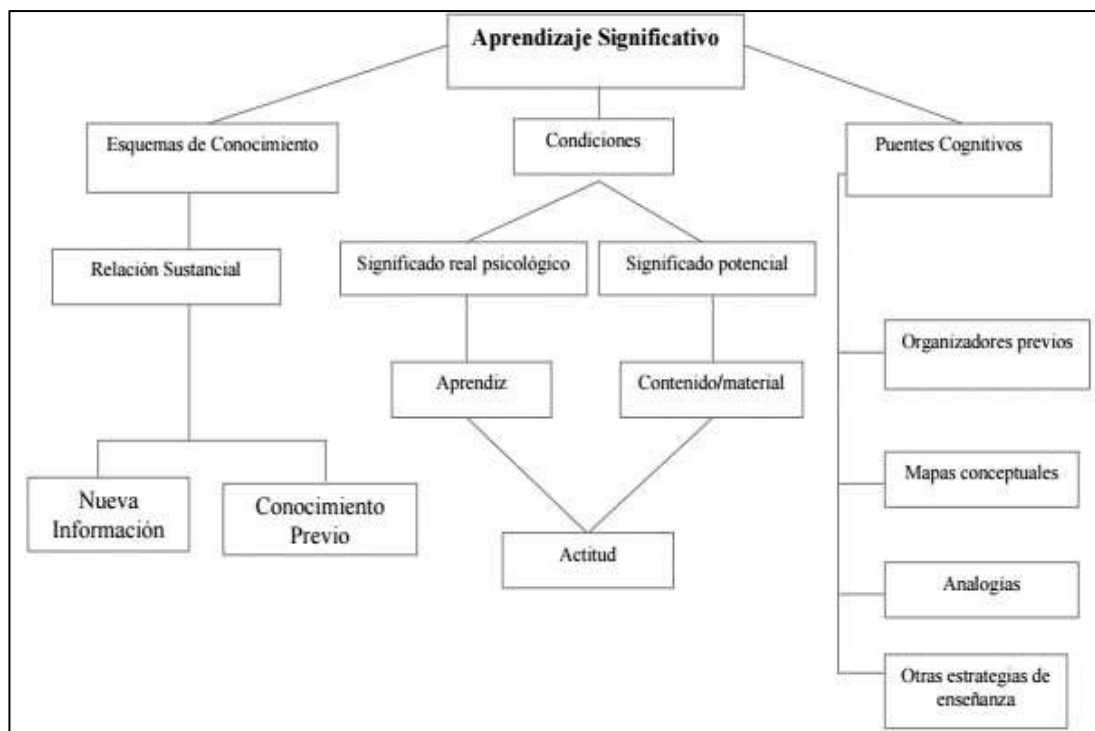 Aprendizaje Significativo
Esquemas de Conocimiento
Condiciones
Puentes Cognitivos
Relación Sustancial
Significado real psicológico
Significado potencial
Organizadores previos
Aprendiz
Contenido/material
Mapas conceptuales
Nueva
Información
Conocimiento
Previo
Actitud
Analogías
Otras estrategias de
enseñanza